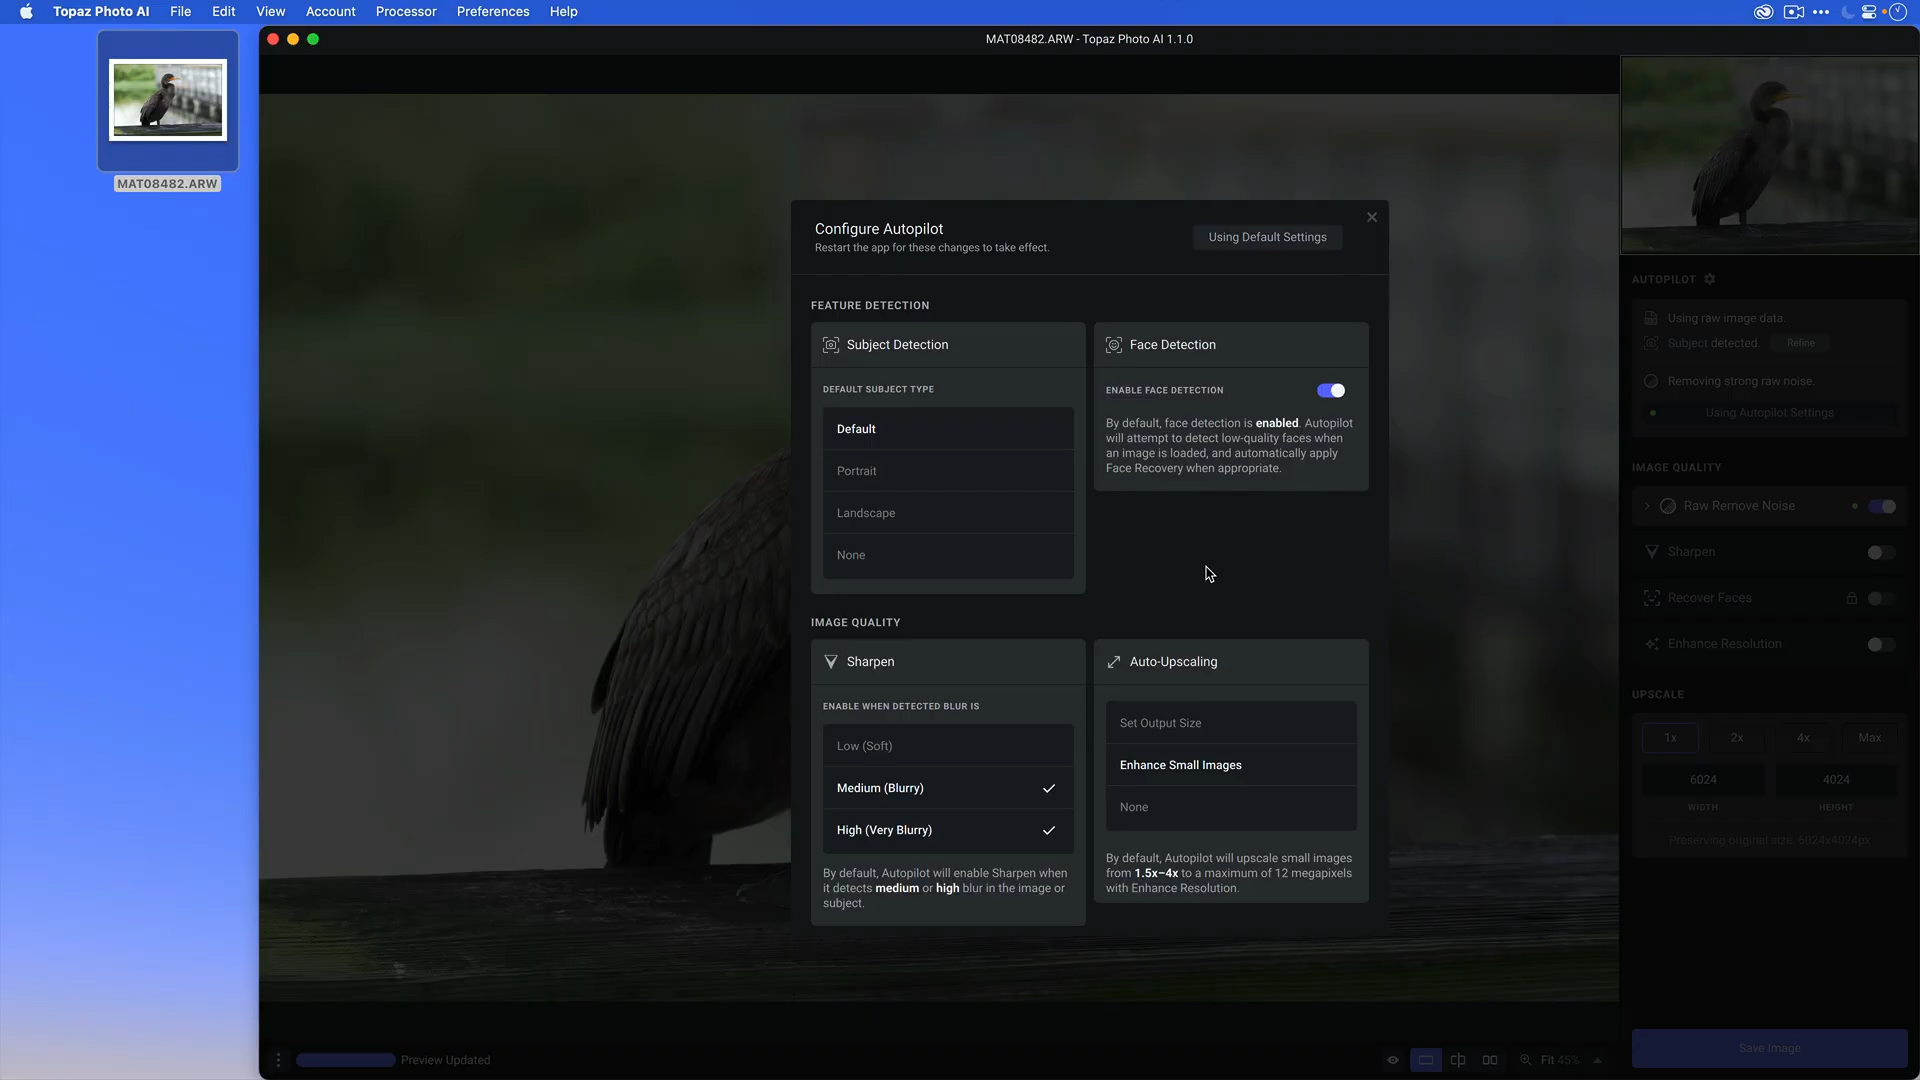 Topaz Photo AI File Edit View Account Processor Preferences Help
MAT08482.ARW - Topaz Photo AI 1.1.0
MAT08482.ARW
Configure Autopilot
Restart the app for these changes to take effect.
Using Default Settings
FEATURE DETECTION
Subject Detection
DEFAULT SUBJECT TYPE
Default
Portrait
Landscape
None
Face Detection
ENABLE FACE DETECTION
By default, face detection is enabled. Autopilot
will attempt to detect low-quality faces when
an image is loaded, and automatically apply
Face Recovery when appropriate.
IMAGE QUALITY
Sharpen
ENABLE WHEN DETECTED BLUR IS
Low (Soft)
Medium (Blurry)
High (Very Blurry)
By default, Autopilot will enable Sharpen when
it detects medium or high blur in the image or
subject.
Auto-Upscaling
Set Output Size
Enhance Small Images
None
By default, Autopilot will upscale small images
from 1.5x–4x to a maximum of 12 megapixels
with Enhance Resolution.
AUTOPILOT
Using raw image data.
Subject detected. Refine
Removing strong raw noise.
Using Autopilot Settings
IMAGE QUALITY
Raw Remove Noise
Sharpen
Recover Faces
Enhance Resolution
UPSCALE
1x 2x 4x Max
6024 4024
WIDTH HEIGHT
Preserving original size: 6024x4024px
Save Image
Preview Updated
Fit 45%